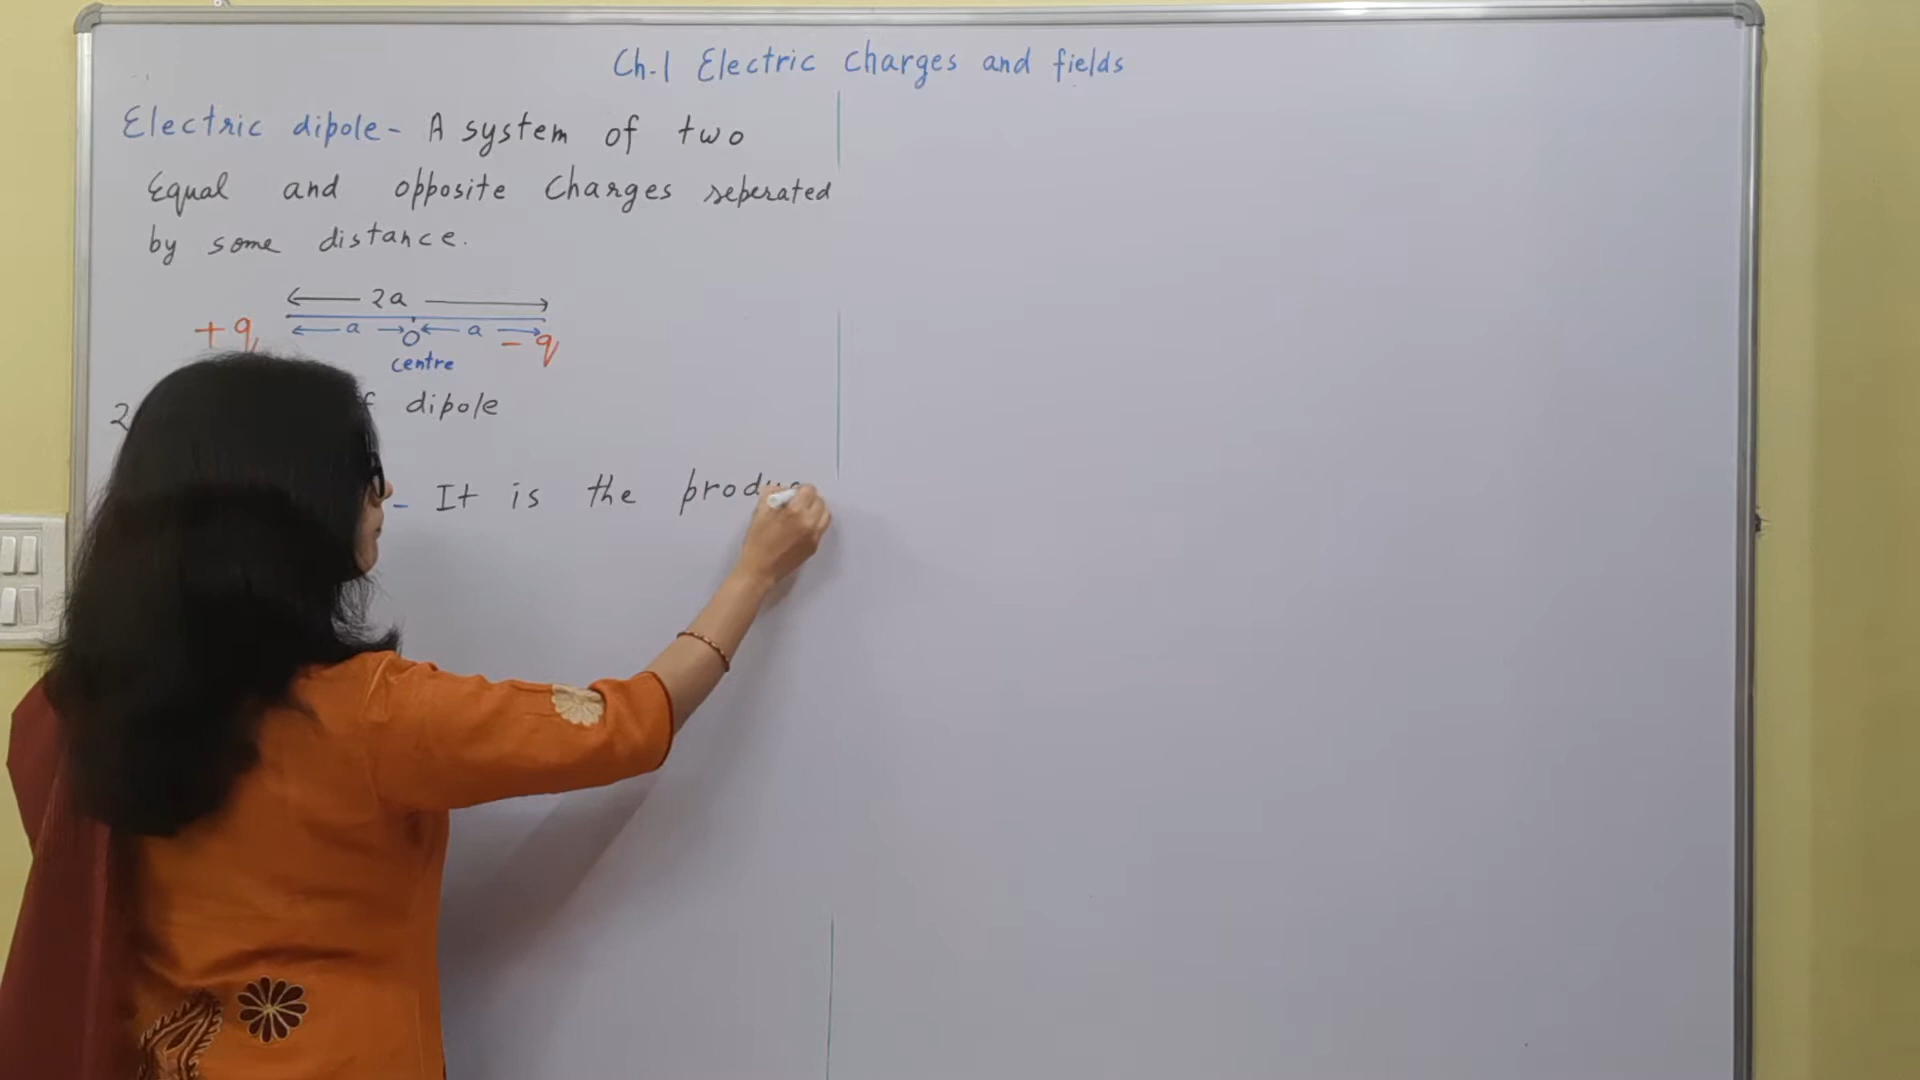 Ch.1 Electric charges and fields
Electric dipole - A system of two
Equal and opposite Charges seperated
by some distance.
2a
+q a O a -q
centre
2 dipole
- It is the